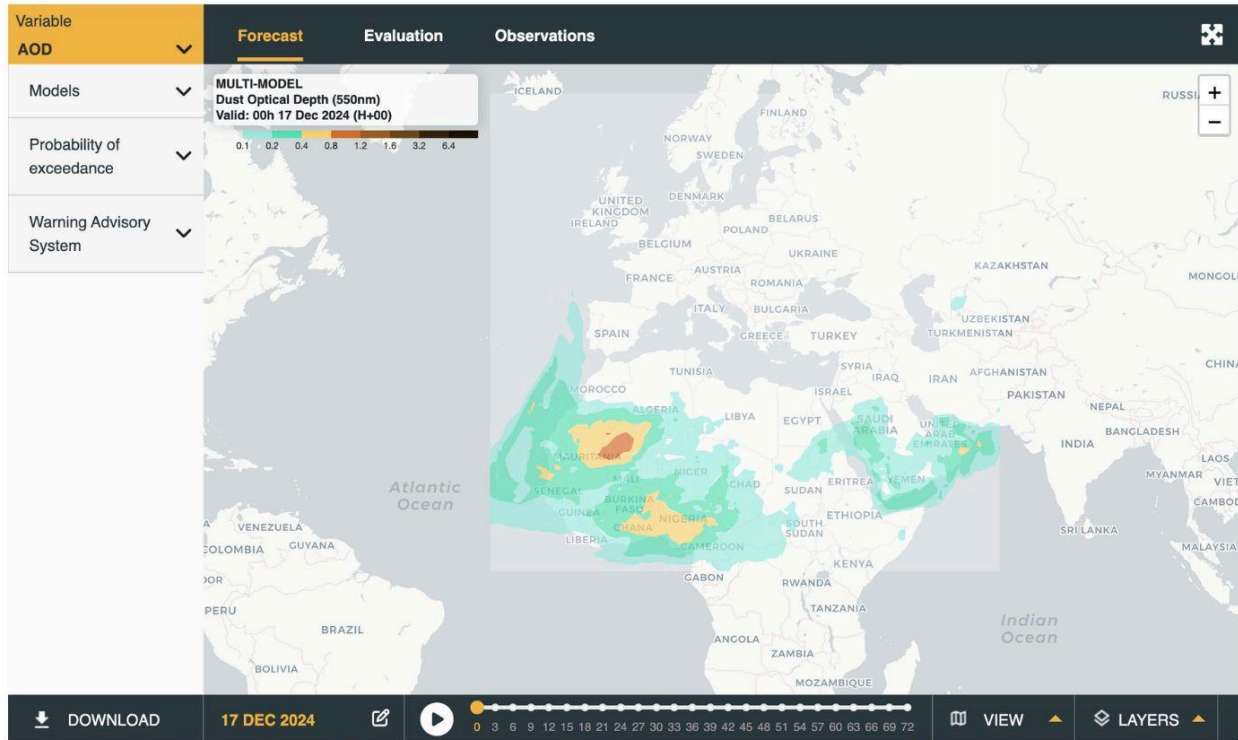 Variable
AOD
Forecast
Evaluation
Observations
Models
Probability of
exceedance
Warning Advisory
System
MULTI-MODEL
Dust Optical Depth (550nm)
Valid: 00h 17 Dec 2024 (H+00)
0.1 0.2 0.4 0.8 1.2 1.6 3.2 6.4
+
−
ICELAND
RUSSI
FINLAND
NORWAY
SWEDEN
UNITED
KINGDOM
DENMARK
IRELAND
BELARUS
POLAND
BELGIUM
UKRAINE
FRANCE
AUSTRIA
ROMANIA
KAZAKHSTAN
MONGOL
ITALY
BULGARIA
UZBEKISTAN
SPAIN
GREECE
TURKEY
TURKMENISTAN
TUNISIA
SYRIA
IRAQ
IRAN
AFGHANISTAN
CHINA
MOROCCO
ISRAEL
PAKISTAN
ALGERIA
LIBYA
EGYPT
SAUDI
ARABIA
UNITED
ARAB
EMIRATES
NEPAL
BANGLADESH
INDIA
MAURITANIA
LAOS
MALI
NIGER
CHAD
SUDAN
ERITREA
YEMEN
MYANMAR
VIET
Atlantic
Ocean
SENEGAL
BURKINA
FASO
CAMBOD
GUINEA
GHANA
NIGERIA
SOUTH
SUDAN
ETHIOPIA
VENEZUELA
LIBERIA
CAMEROON
SRI LANKA
COLOMBIA
GUYANA
KENYA
MALAYSIA
GABON
RWANDA
DOR
PERU
TANZANIA
BRAZIL
Indian
Ocean
ANGOLA
ZAMBIA
BOLIVIA
MOZAMBIQUE
DOWNLOAD
17 DEC 2024
0 3 6 9 12 15 18 21 24 27 30 33 36 39 42 45 48 51 54 57 60 63 66 69 72
VIEW
LAYERS